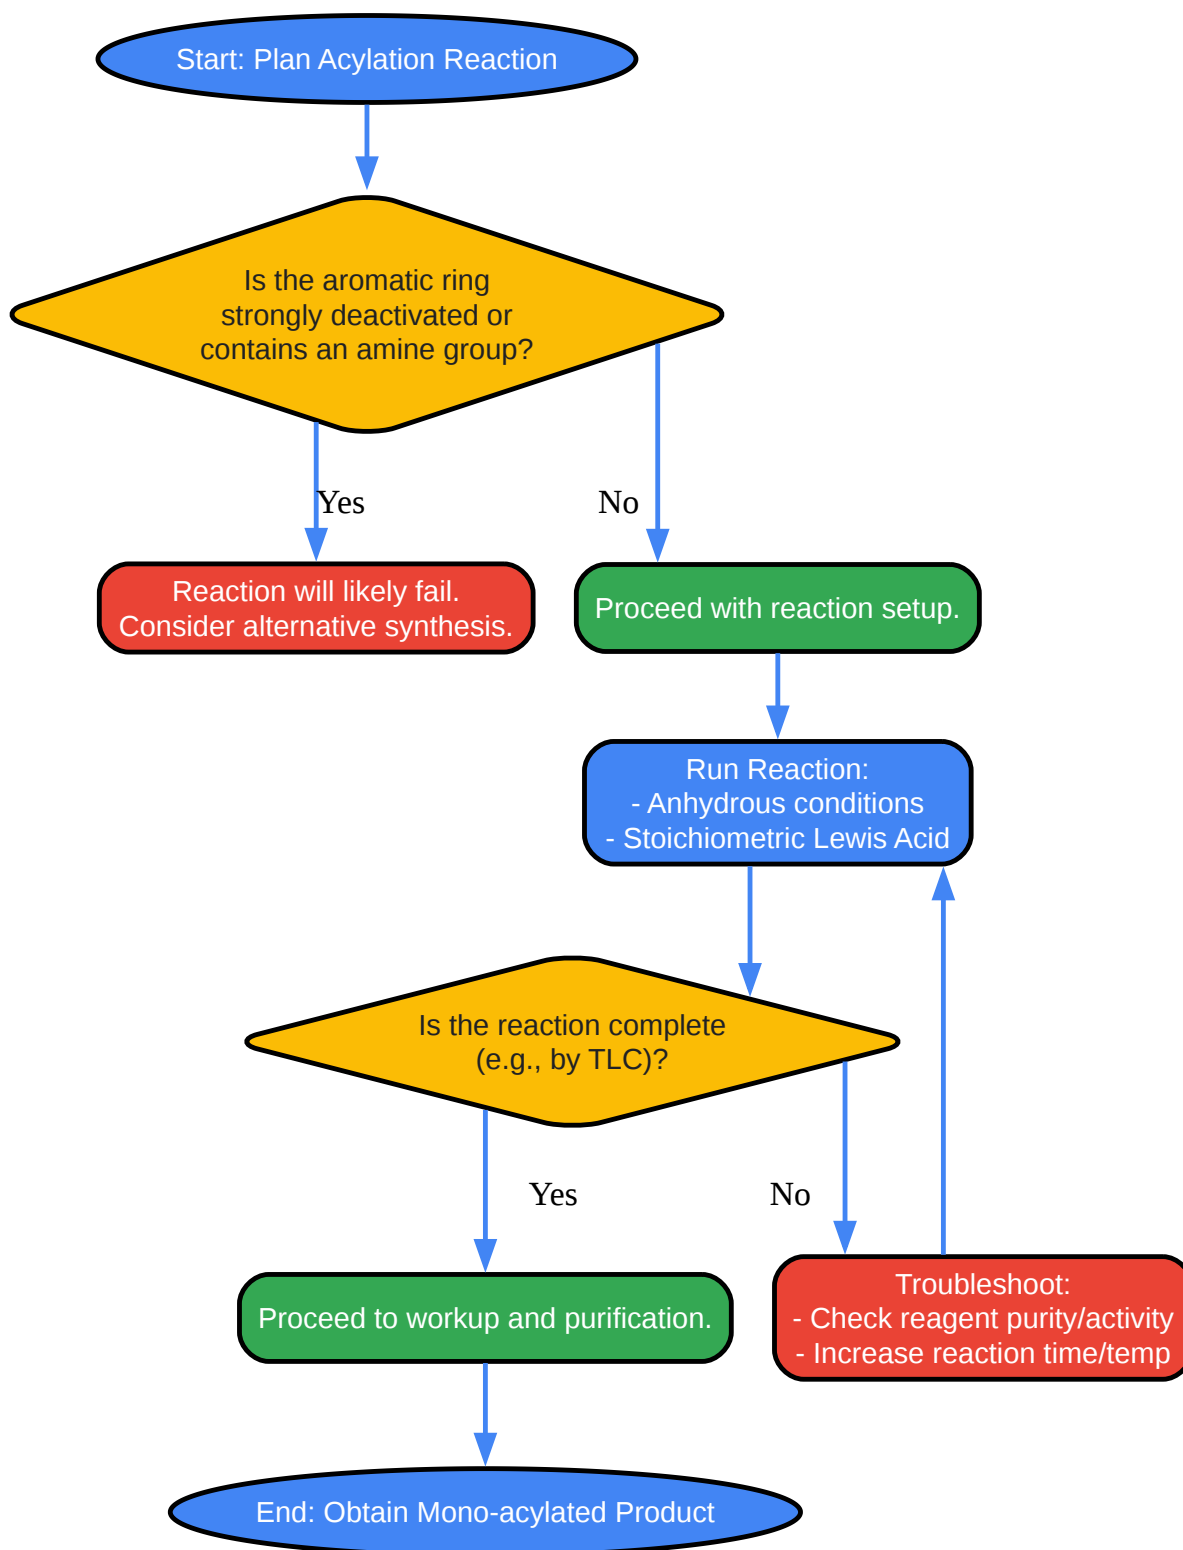 Start: Plan Acylation Reaction
Is the aromatic ring
strongly deactivated or
contains an amine group?
Yes
No
Reaction will likely fail.
Consider alternative synthesis.
Proceed with reaction setup.
Run Reaction:
- Anhydrous conditions
- Stoichiometric Lewis Acid
Is the reaction complete
(e.g., by TLC)?
Yes
No
Proceed to workup and purification.
Troubleshoot:
- Check reagent purity/activity
- Increase reaction time/temp
End: Obtain Mono-acylated Product